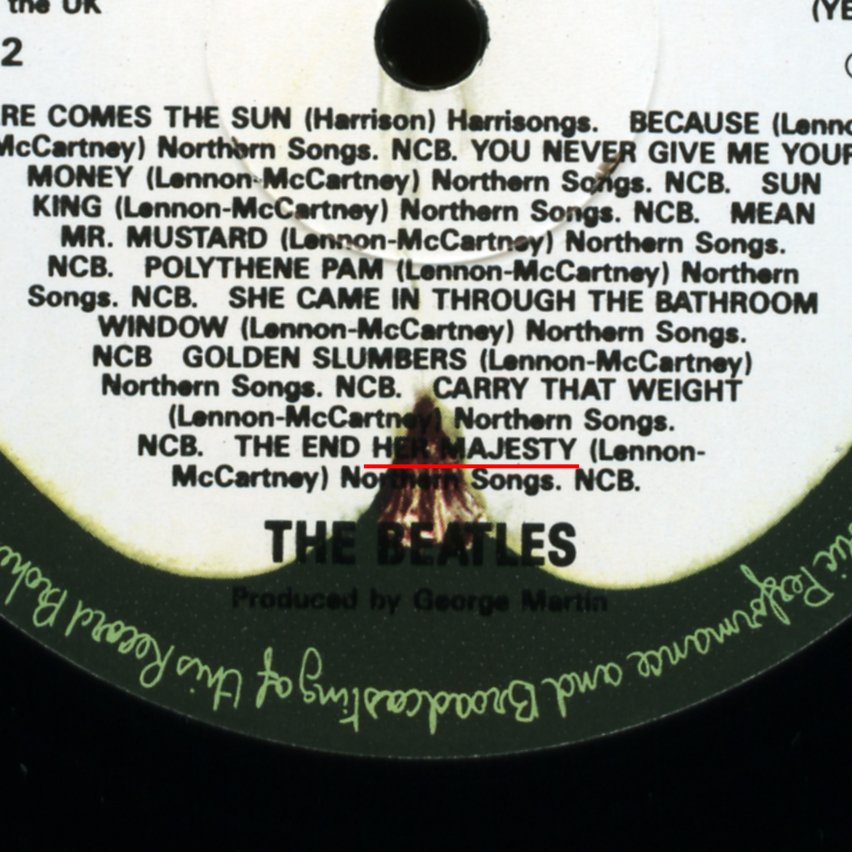 the UK
(YE
2
RE COMES THE SUN (Harrison) Harrisongs. BECAUSE (Lenno
McCartney) Northern Songs. NCB. YOU NEVER GIVE ME YOUR
MONEY (Lennon-McCartney) Northern Songs. NCB. SUN
KING (Lennon-McCartney) Northern Songs. NCB. MEAN
MR. MUSTARD (Lennon-McCartney) Northern Songs.
NCB. POLYTHENE PAM (Lennon-McCartney) Northern
Songs. NCB. SHE CAME IN THROUGH THE BATHROOM
WINDOW (Lennon-McCartney) Northern Songs.
NCB GOLDEN SLUMBERS (Lennon-McCartney)
Northern Songs. NCB. CARRY THAT WEIGHT
(Lennon-McCartney) Northern Songs.
NCB. THE END HER MAJESTY (Lennon-
McCartney) Northern Songs. NCB.
THE BEATLES
Produced by George Martin
Performance and Broadcasting of this Record